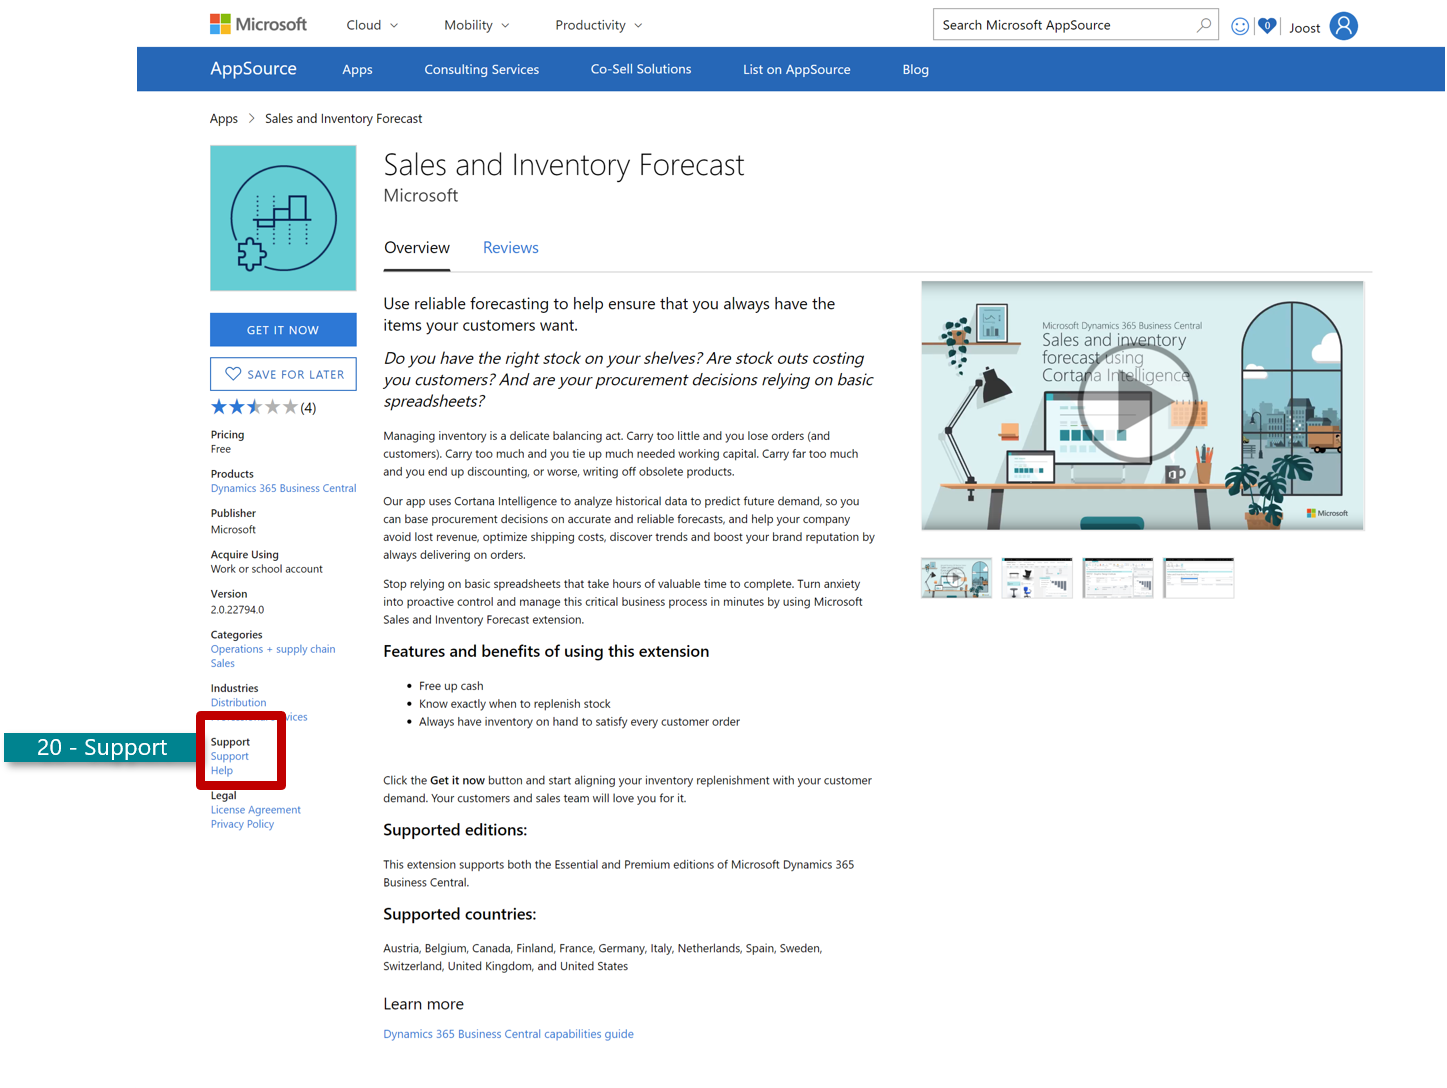 Microsoft
Cloud
Mobility
Productivity
Search Microsoft AppSource
0
Joost
AppSource
Apps
Consulting Services
Co-Sell Solutions
List on AppSource
Blog
Apps > Sales and Inventory Forecast
Sales and Inventory Forecast
Microsoft
Overview
Reviews
GET IT NOW
SAVE FOR LATER
(4)
Pricing
Free
Products
Dynamics 365 Business Central
Publisher
Microsoft
Acquire Using
Work or school account
Version
2.0.22794.0
Categories
Operations + supply chain
Sales
Industries
Distribution
20 - Support
Support
Support
Help
Legal
License Agreement
Privacy Policy
Use reliable forecasting to help ensure that you always have the
items your customers want.
Do you have the right stock on your shelves? Are stock outs costing
you customers? And are your procurement decisions relying on basic
spreadsheets?
Managing inventory is a delicate balancing act. Carry too little and you lose orders (and
customers). Carry too much and you tie up much needed working capital. Carry far too much
and you end up discounting, or worse, writing off obsolete products.
Our app uses Cortana Intelligence to analyze historical data to predict future demand, so you
can base procurement decisions on accurate and reliable forecasts, and help your company
avoid lost revenue, optimize shipping costs, discover trends and boost your brand reputation by
always delivering on orders.
Stop relying on basic spreadsheets that take hours of valuable time to complete. Turn anxiety
into proactive control and manage this critical business process in minutes by using Microsoft
Sales and Inventory Forecast extension.
Features and benefits of using this extension
• Free up cash
• Know exactly when to replenish stock
• Always have inventory on hand to satisfy every customer order
Click the Get it now button and start aligning your inventory replenishment with your customer
demand. Your customers and sales team will love you for it.
Supported editions:
This extension supports both the Essential and Premium editions of Microsoft Dynamics 365
Business Central.
Supported countries:
Austria, Belgium, Canada, Finland, France, Germany, Italy, Netherlands, Spain, Sweden,
Switzerland, United Kingdom, and United States
Learn more
Dynamics 365 Business Central capabilities guide
Microsoft Dynamics 365 Business Central
Sales and inventory
forecast using
Cortana Intelligence
Microsoft